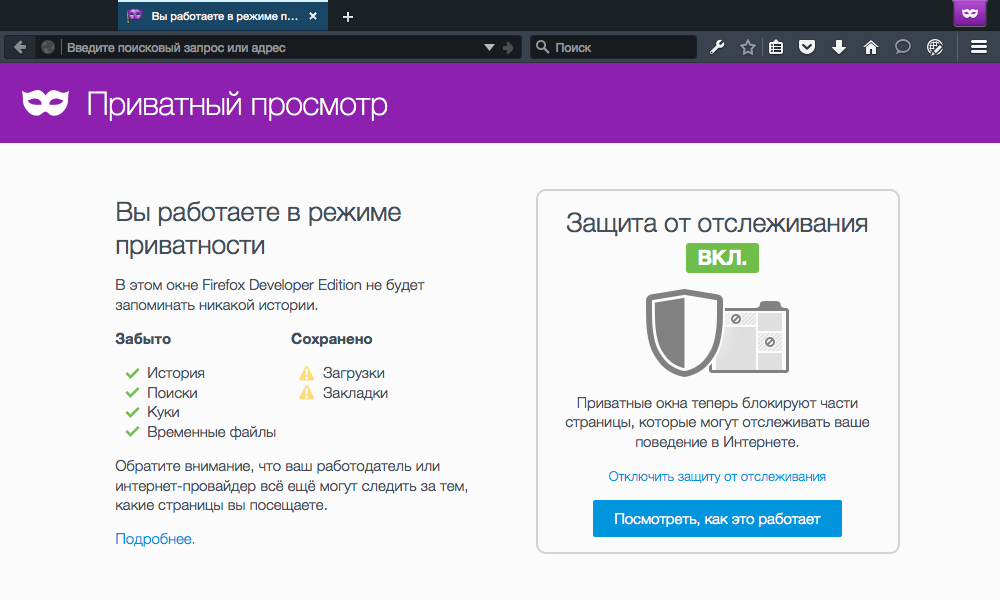 Вы работаете в режиме п...
Введите поисковый запрос или адрес
Поиск
Приватный просмотр
Вы работаете в режиме
приватности
В этом окне Firefox Developer Edition не будет
запоминать никакой истории.
Забыто
История
Поиски
Куки
Временные файлы
Сохранено
Загрузки
Закладки
Обратите внимание, что ваш работодатель или
интернет-провайдер всё ещё могут следить за тем,
какие страницы вы посещаете.
Подробнее.
Защита от отслеживания
ВКЛ.
Приватные окна теперь блокируют части
страницы, которые могут отслеживать ваше
поведение в Интернете.
Отключить защиту от отслеживания
Посмотреть, как это работает